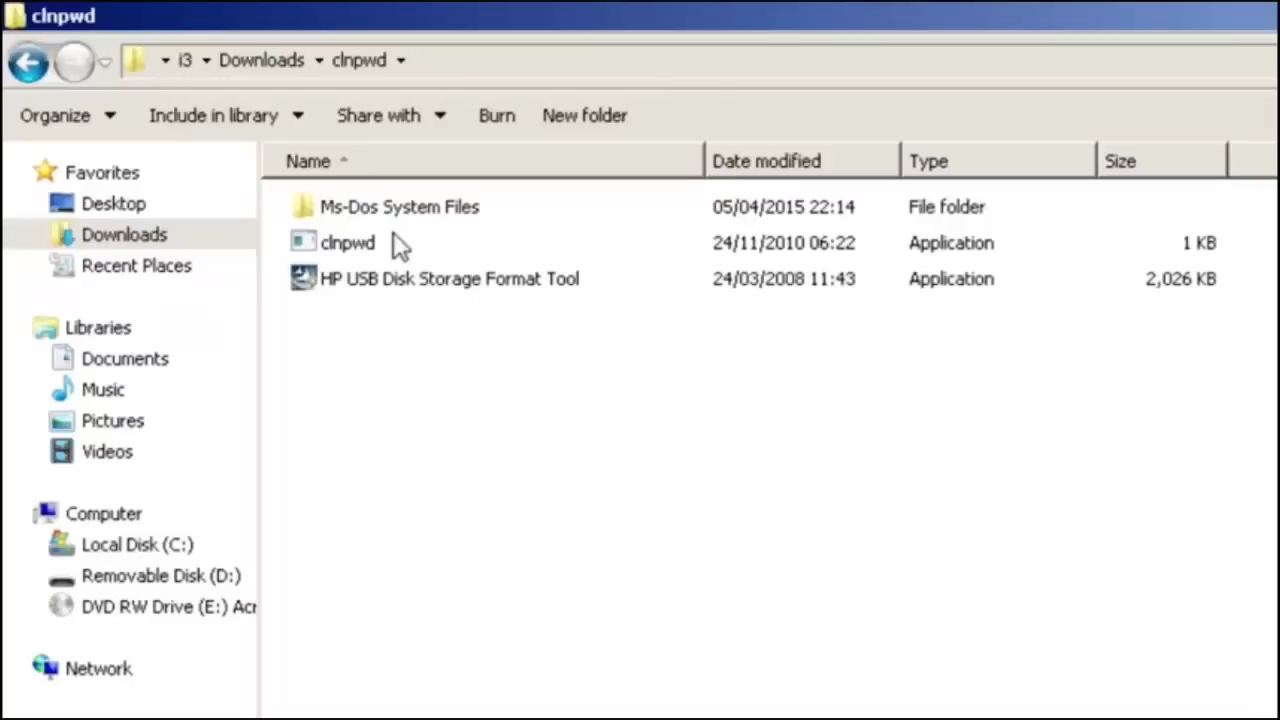 clnpwd
i3 Downloads clnpwd
Organize Include in library Share with Burn New folder
Name Date modified Type Size
Favorites
Desktop
Downloads
Recent Places
Libraries
Documents
Music
Pictures
Videos
Computer
Local Disk (C:)
Removable Disk (D:)
DVD RW Drive (E:) Acr
Network
Ms-Dos System Files 05/04/2015 22:14 File folder
clnpwd 24/11/2010 06:22 Application 1 KB
HP USB Disk Storage Format Tool 24/03/2008 11:43 Application 2,026 KB